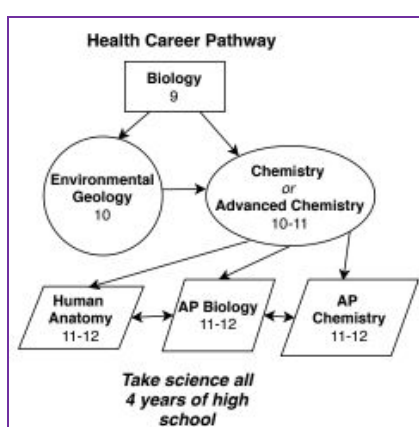 Health Career Pathway
Biology
9
Environmental
Geology
10
Chemistry
or
Advanced Chemistry
10-11
Human
Anatomy
11-12
AP Biology
11-12
AP
Chemistry
11-12
Take science all
4 years of high
school